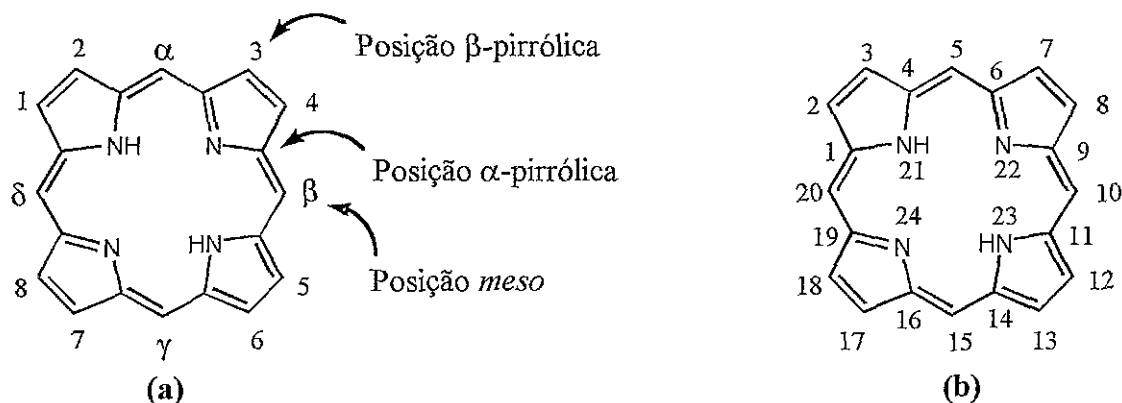 2 α 3 Posição β-pirrólica
1 4
NH N
Posição α-pirrólica
δ β
N HN
Posição meso
8 5
7 γ 6
(a)
3 4 5 6 7
2 8
NH N
1 21 22 9
20 10
24 23
19 N HN 11
18 12
17 16 15 14 13
(b)